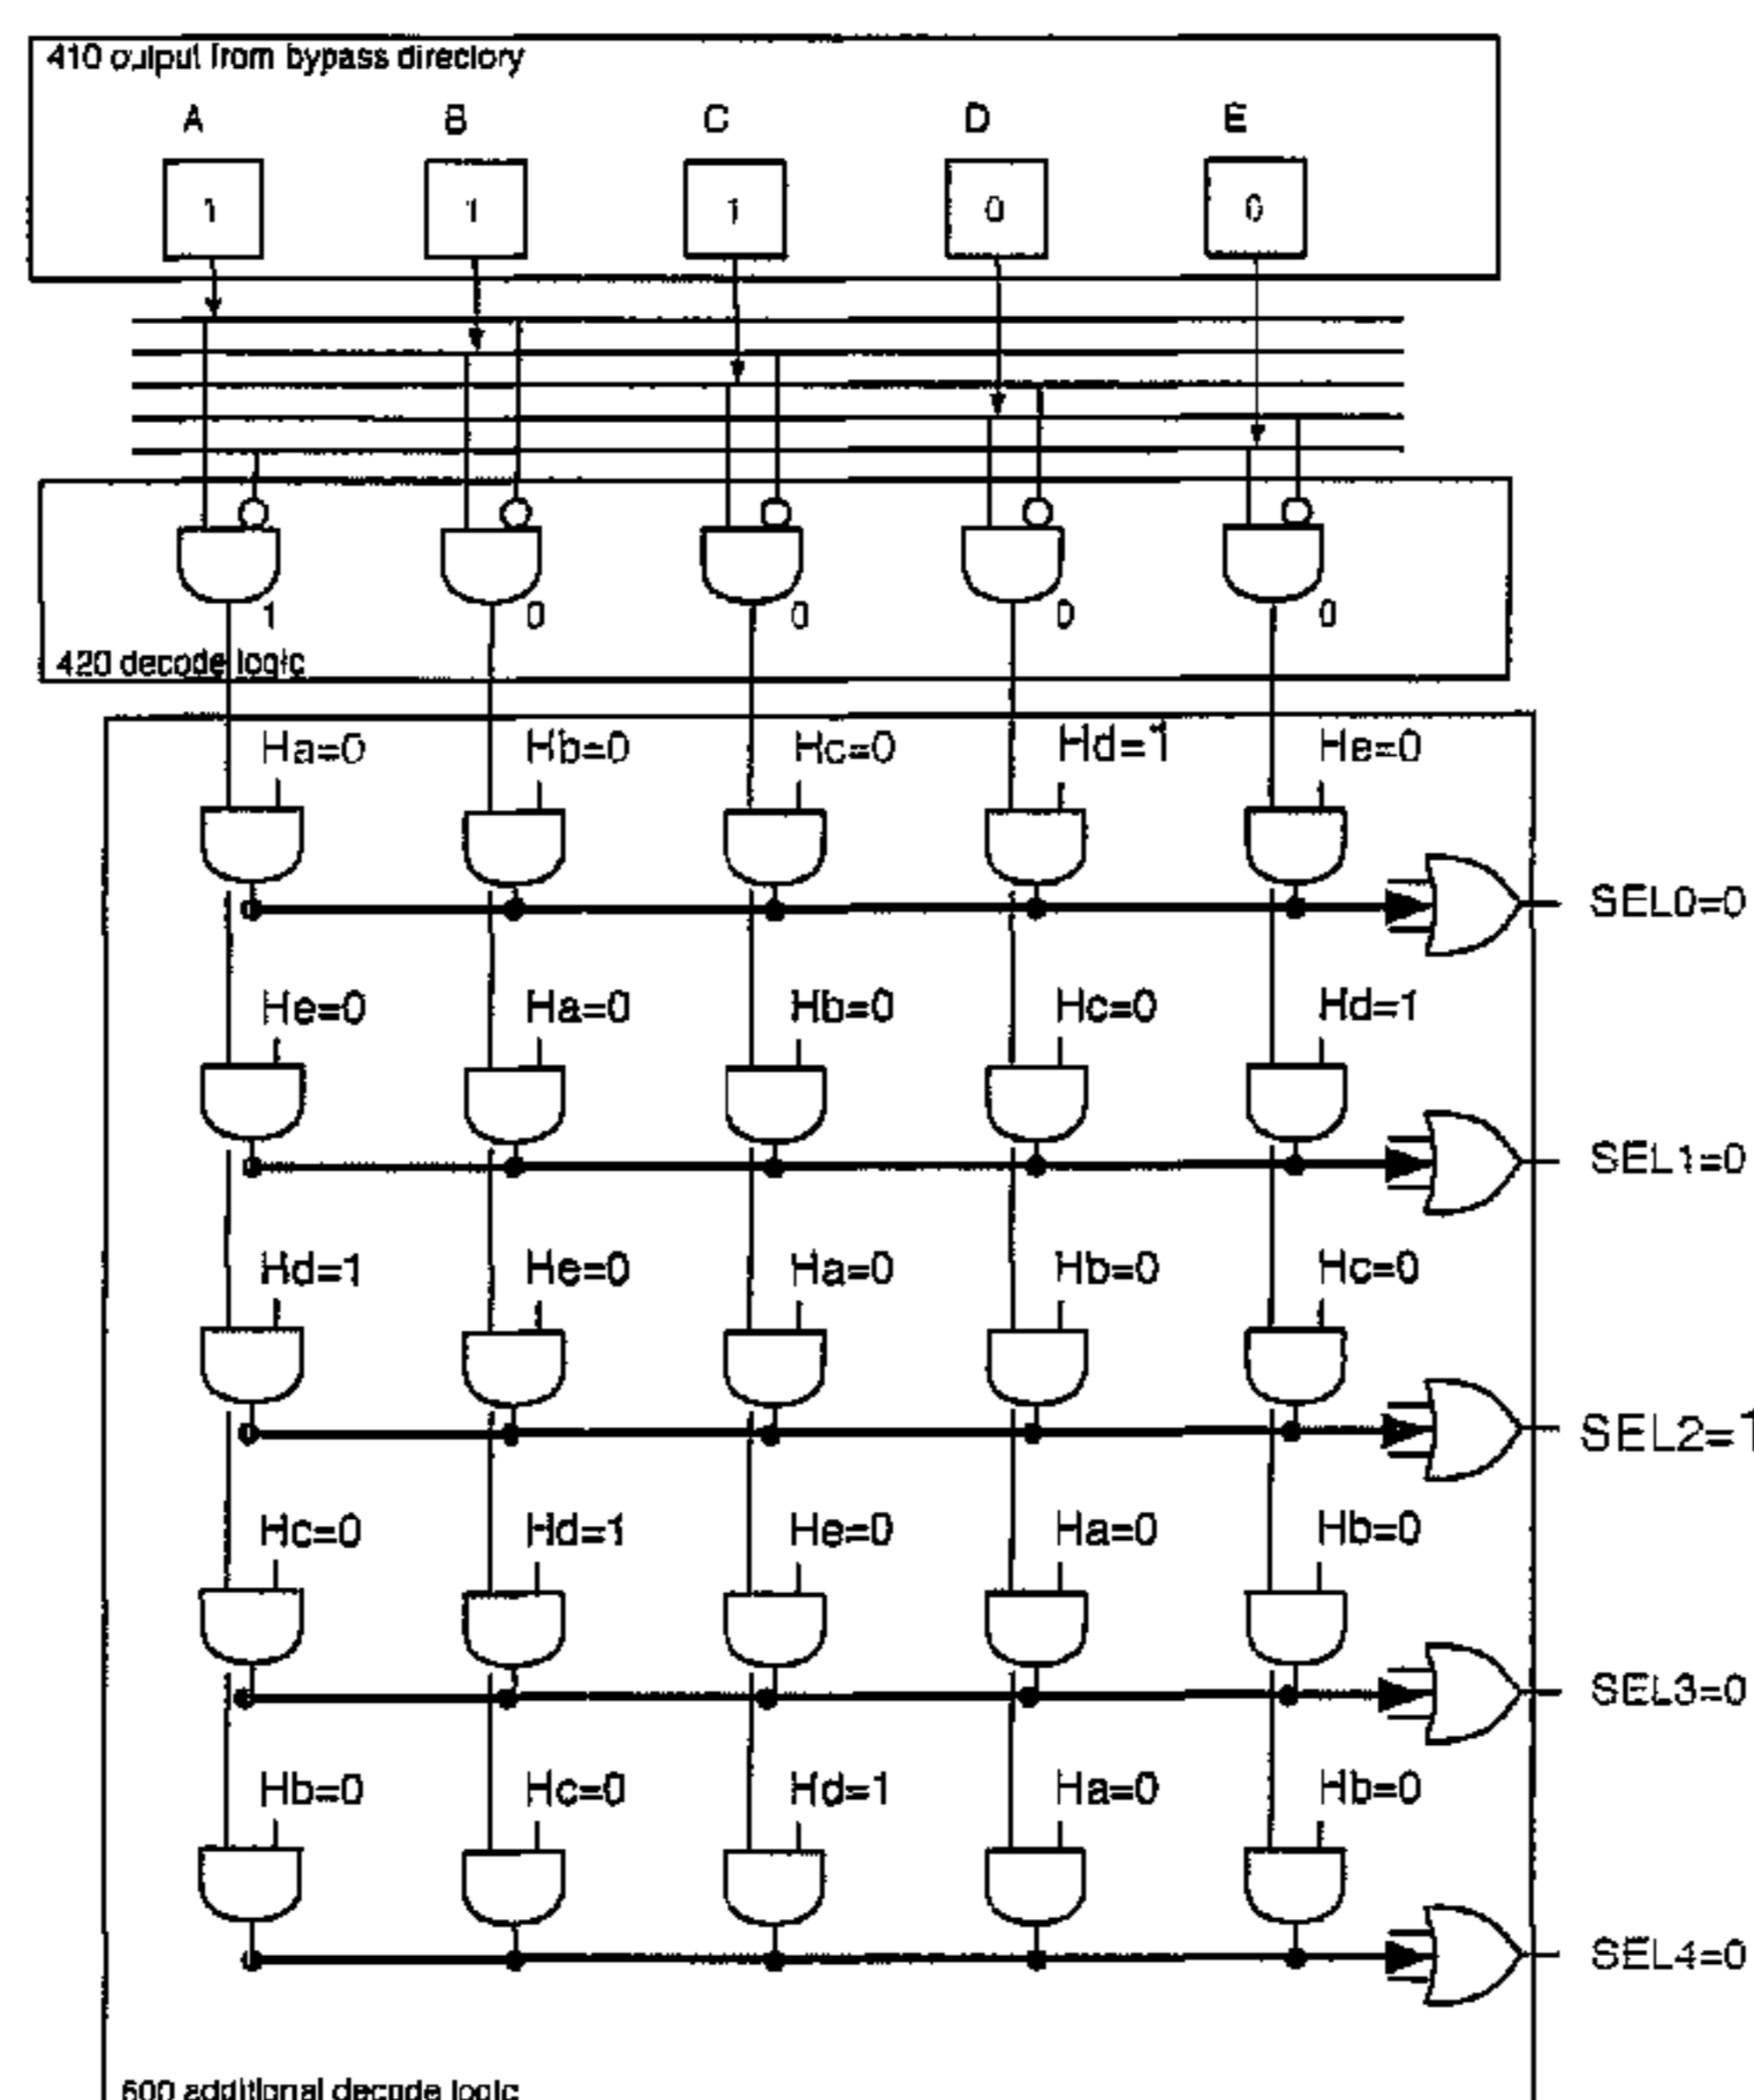 410 output from bypass directory
A B C D E
1 1 1 0 0
1 0 0 0 0
420 decode logic
Ha=0 Hb=0 Hc=0 Hd=1 He=0
SEL0=0
He=0 Ha=0 Hb=0 Hc=0 Hd=1
SEL1=0
Hd=1 He=0 Ha=0 Hb=0 Hc=0
SEL2=1
Hc=0 Hd=1 He=0 Ha=0 Hb=0
SEL3=0
Hb=0 Hc=0 Hd=1 Ha=0 Hb=0
SEL4=0
600 additional decode logic